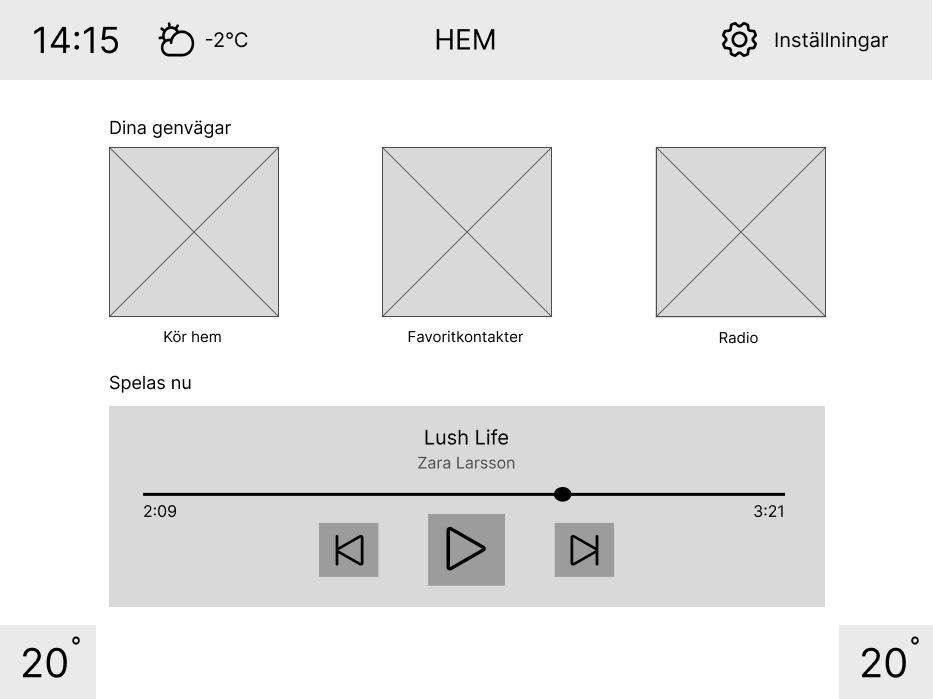 14:15
-2°C
HEM
Inställningar
Dina genvägar
Kör hem
Favoritkontakter
Radio
Spelas nu
Lush Life
Zara Larsson
2:09
3:21
20°
20°